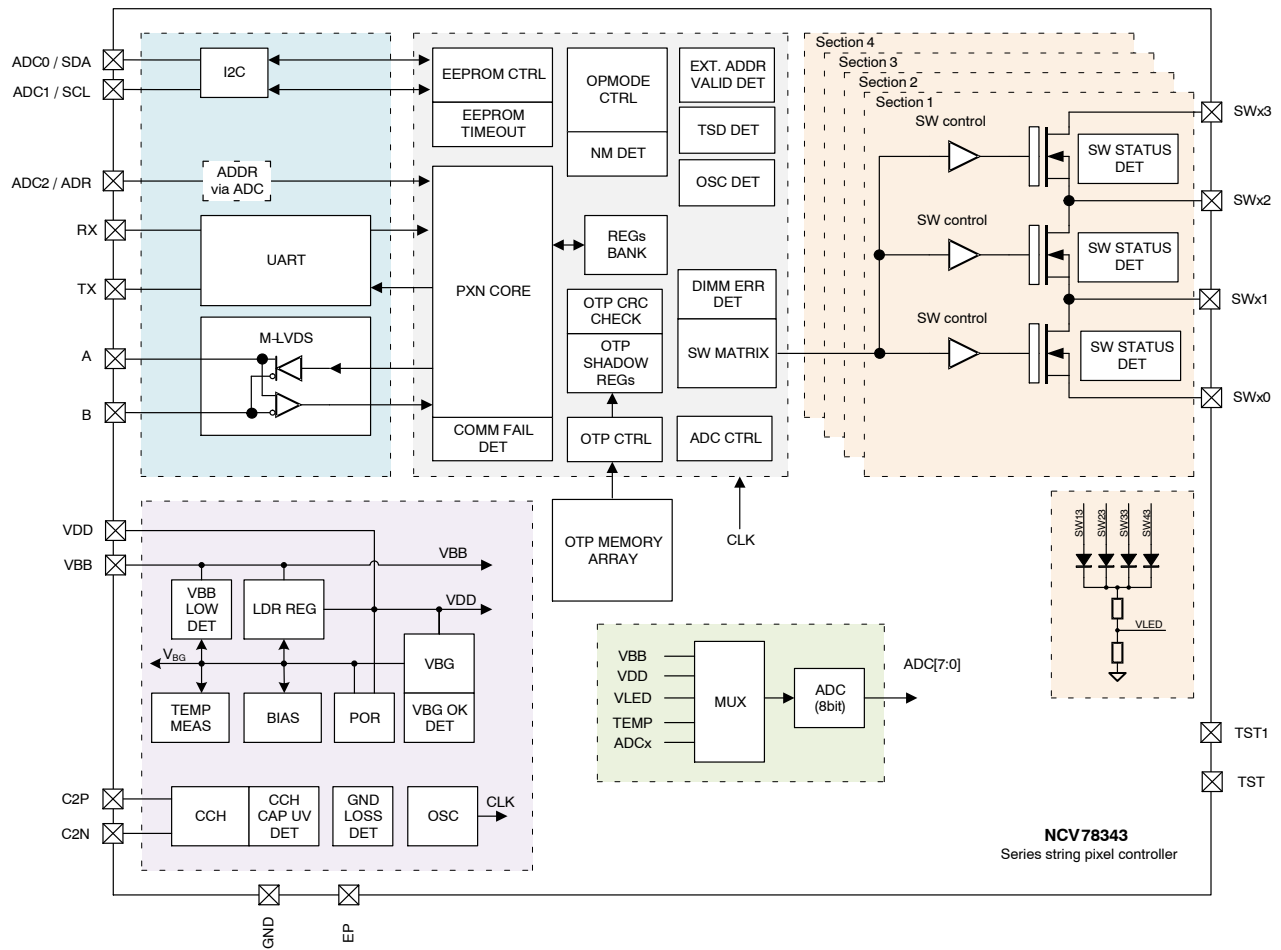 ADC0 / SDA
ADC1 / SCL
ADC2 / ADR
RX
TX
A
B
I2C
ADDR
via ADC
UART
M-LVDS
EEPROM CTRL
EEPROM
TIMEOUT
OPMODE
CTRL
NM DET
EXT. ADDR
VALID DET
TSD DET
OSC DET
PXN CORE
COMM FAIL
DET
REGs
BANK
OTP CRC
CHECK
OTP
SHADOW
REGs
DIMM ERR
DET
SW MATRIX
OTP CTRL
ADC CTRL
OTP MEMORY
ARRAY
CLK
Section 4
Section 3
Section 2
Section 1
SW control
SW STATUS
DET
SW control
SW STATUS
DET
SW control
SW STATUS
DET
SWx3
SWx2
SWx1
SWx0
SW13
SW23
SW33
SW43
VLED
VDD
VBB
VBB
VBB
LOW
DET
LDR REG
VDD
VBG
VBG
VBG OK
DET
TEMP
MEAS
BIAS
POR
C2P
C2N
CCH
CCH
CAP UV
DET
GND
LOSS
DET
OSC
CLK
VBB
VDD
VLED
TEMP
ADCx
MUX
ADC
(8bit)
ADC[7:0]
TST1
TST
NCV78343
Series string pixel controller
GND
EP